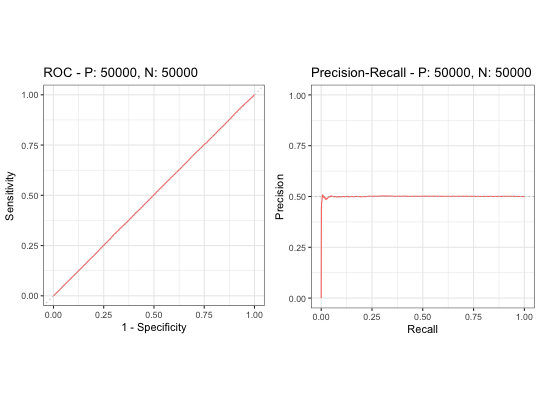 ROC - P: 50000, N: 50000
1.00
0.75
0.50
0.25
0.00
Sensitivity
0.00 0.25 0.50 0.75 1.00
1 - Specificity
Precision-Recall - P: 50000, N: 50000
1.00
0.75
0.50
0.25
0.00
Precision
0.00 0.25 0.50 0.75 1.00
Recall